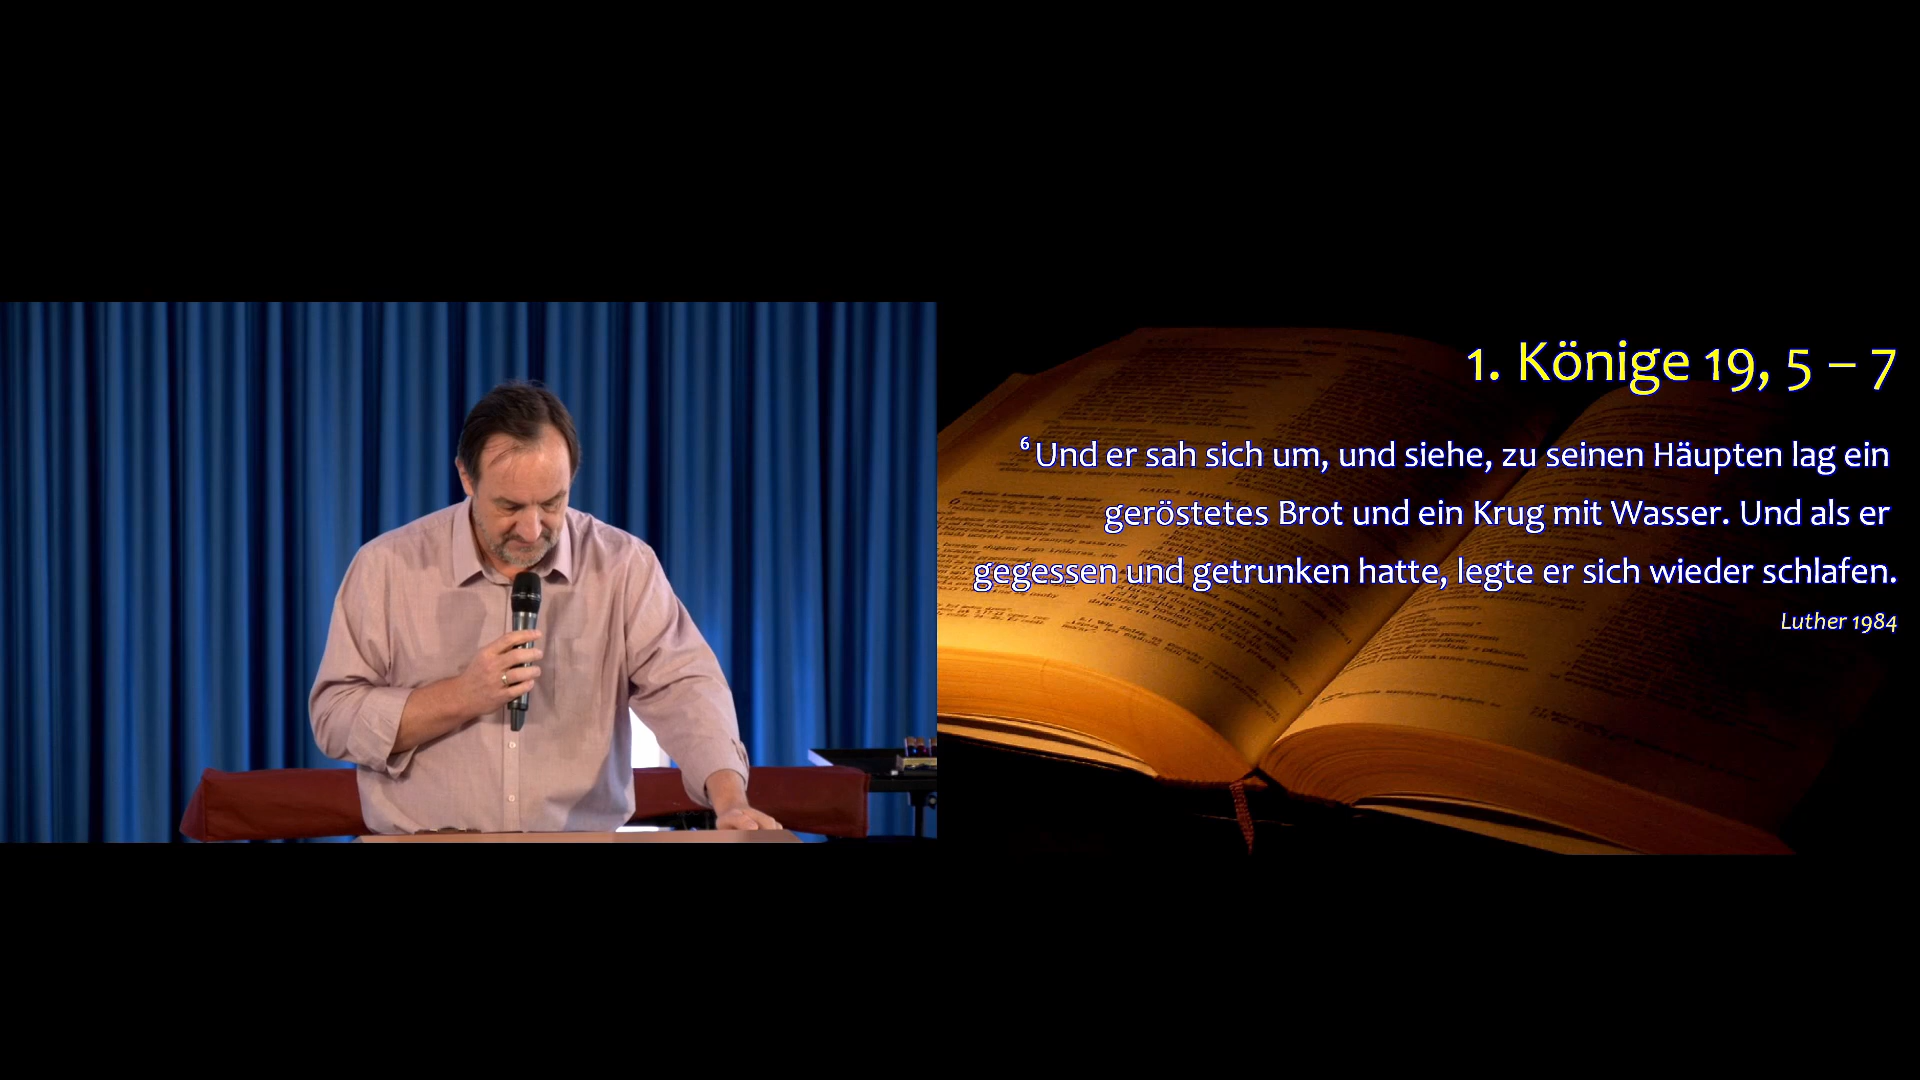 1. Könige 19, 5 – 7
⁶ Und er sah sich um, und siehe, zu seinen Häupten lag ein
geröstetes Brot und ein Krug mit Wasser. Und als er
gegessen und getrunken hatte, legte er sich wieder schlafen.
Luther 1984